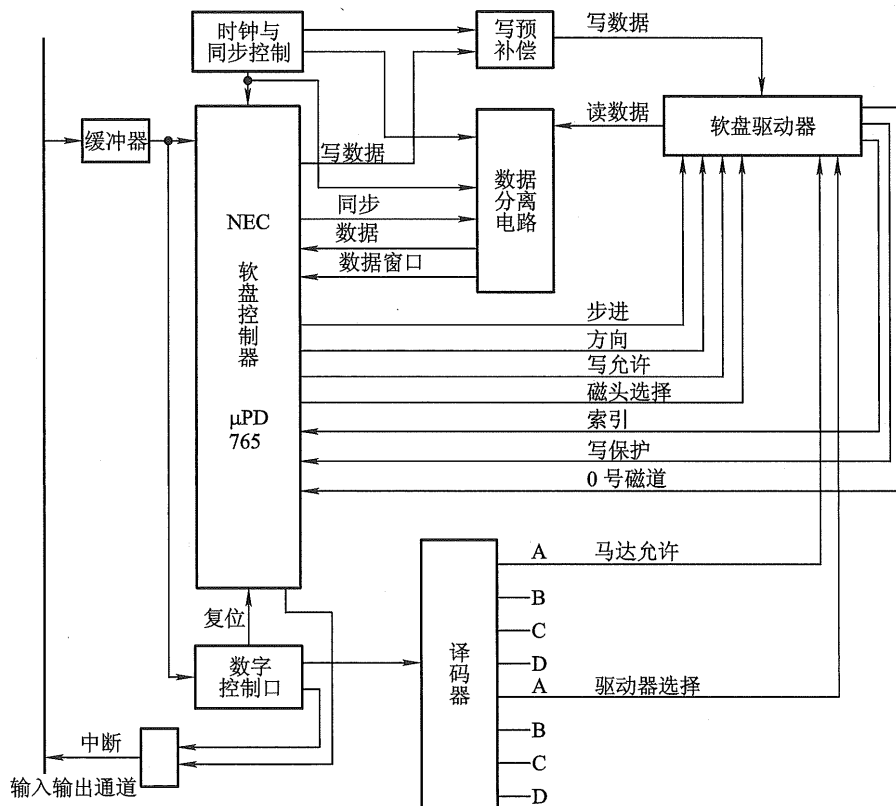 时钟与
同步控制
写预
补偿
写数据
缓冲器
读数据
软盘驱动器
写数据
数据
分离
电路
NEC
软盘控制器
μPD
765
同步
数据
数据窗口
步进
方向
写允许
磁头选择
索引
写保护
0号磁道
A 马达允许
B
C
D
A 驱动器选择
B
C
D
译码器
复位
数字
控制口
中断
输入输出通道